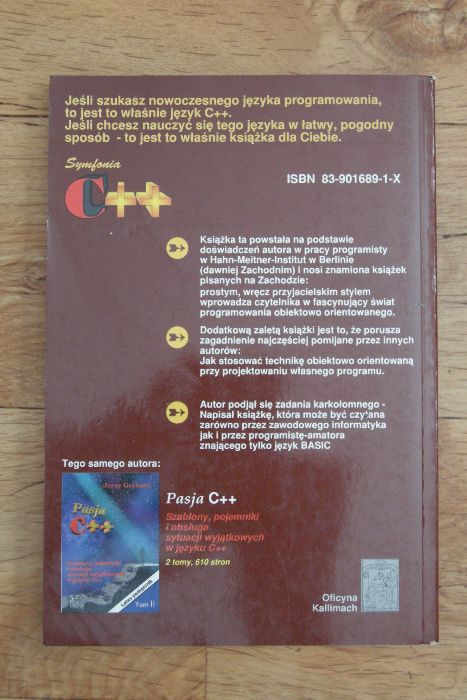 Jeśli szukasz nowoczesnego języka programowania,
to jest to właśnie język C++.
Jeśli chcesz nauczyć się tego języka w łatwy, pogodny
sposób - to jest to właśnie książka dla Ciebie.
Symfonia
C++
ISBN 83-901689-1-X
Książka ta powstała na podstawie
doświadczeń autora w pracy programisty
w Hahn-Meitner-Institut w Berlinie
(dawniej Zachodnim) i nosi znamiona książek
pisanych na Zachodzie:
prostym, wręcz przyjacielskim stylem
wprowadza czytelnika w fascynujący świat
programowania obiektowo orientowanego.
Dodatkową zaletą książki jest to, że porusza
zagadnienie najczęściej pomijane przez innych
autorów:
Jak stosować technikę obiektowo orientowaną
przy projektowaniu własnego programu.
Autor podjął się zadania karkołomnego -
Napisał książkę, która może być czytana
zarówno przez zawodowego informatyka
jak i przez programistę-amatora
znającego tylko język BASIC
Tego samego autora:
Jerzy Grębosz
Pasja
C++
Szablony, pojemniki
i obsługa
sytuacji wyjątkowych
w języku C++
Tom II
Pasja C++
Szablony, pojemniki
i obsługa
sytuacji wyjątkowych
w języku C++
2 tomy, 610 stron
Oficyna
Kallimach